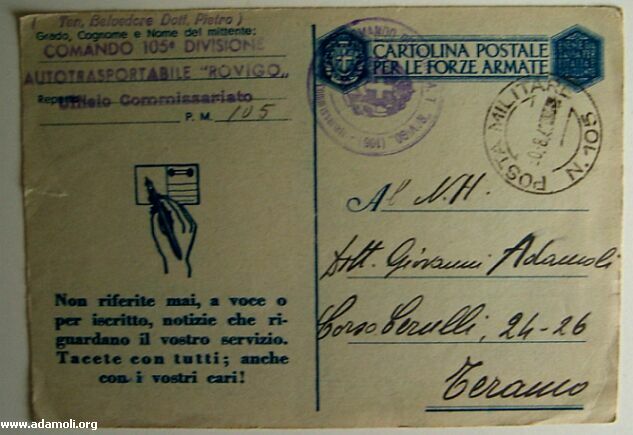 ( Ten. Belvedere Dott. Pietro )
Grado, Cognome e Nome del mittente:
COMANDO 105ª DIVISIONE
AUTOTRASPORTABILE "ROVIGO"
Reparto
Ufficio Commissariato
P. M. 105
CARTOLINA POSTALE
PER LE FORZE ARMATE
POSTA MILITARE N. 105
Al N.H.
Dott. Giovanni Adamoli
Corso Cerulli, 24-26
Teramo
Non riferite mai, a voce o
per iscritto, notizie che ri-
guardano il vostro servizio.
Tacete con tutti; anche
con i vostri cari!
www.adamoli.org